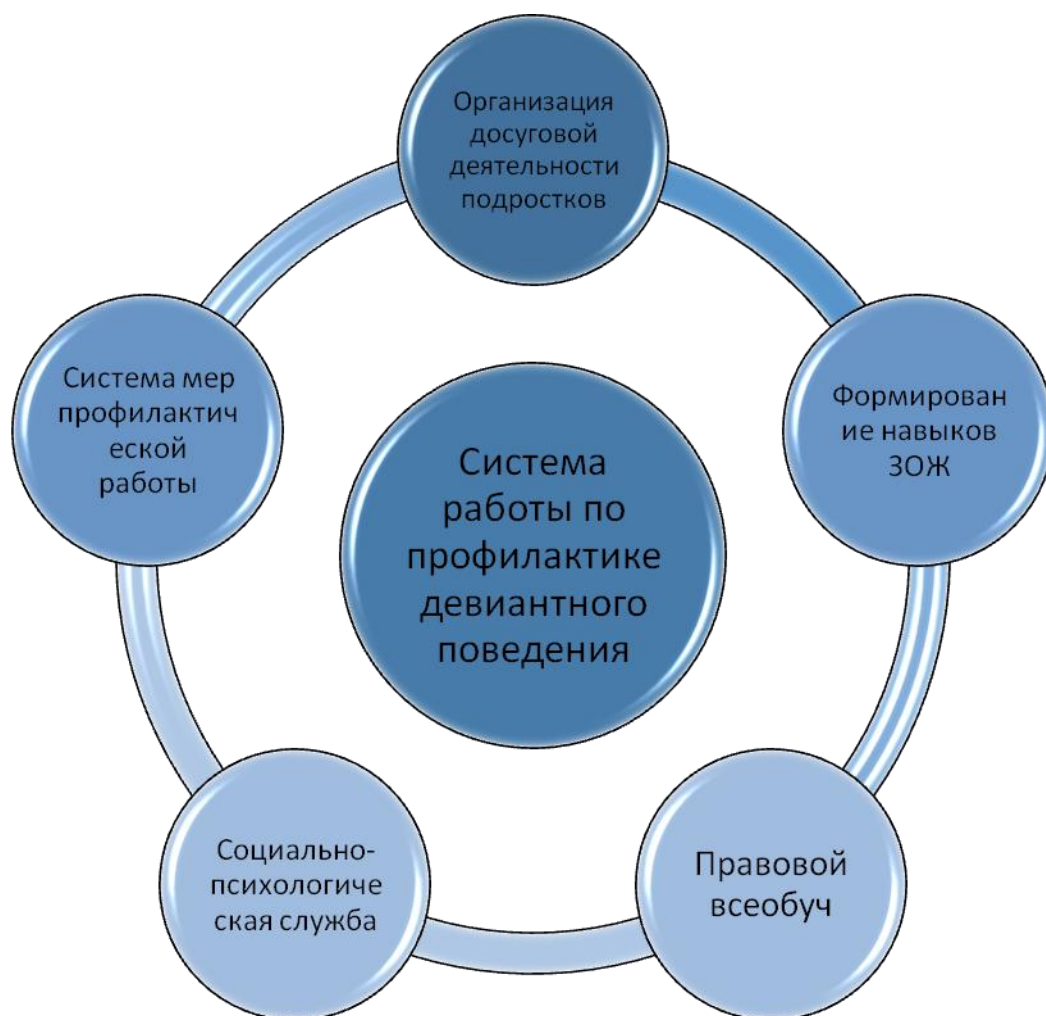 Организация
досуговой
деятельности
подростков
Формирован
ие навыков
ЗОЖ
Правовой
всеобуч
Социально-
психологиче
ская служба
Система мер
профилактич
еской
работы
Система
работы по
профилактике
девиантного
поведения